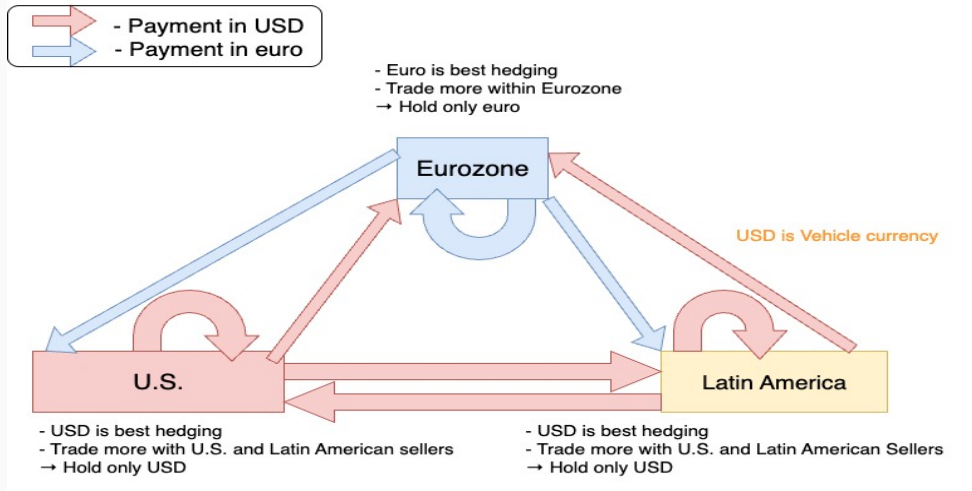 - Payment in USD
- Payment in euro
- Euro is best hedging
- Trade more within Eurozone
→ Hold only euro
Eurozone
USD is Vehicle currency
U.S.
Latin America
- USD is best hedging
- Trade more with U.S. and Latin American sellers
→ Hold only USD
- USD is best hedging
- Trade more with U.S. and Latin American Sellers
→ Hold only USD